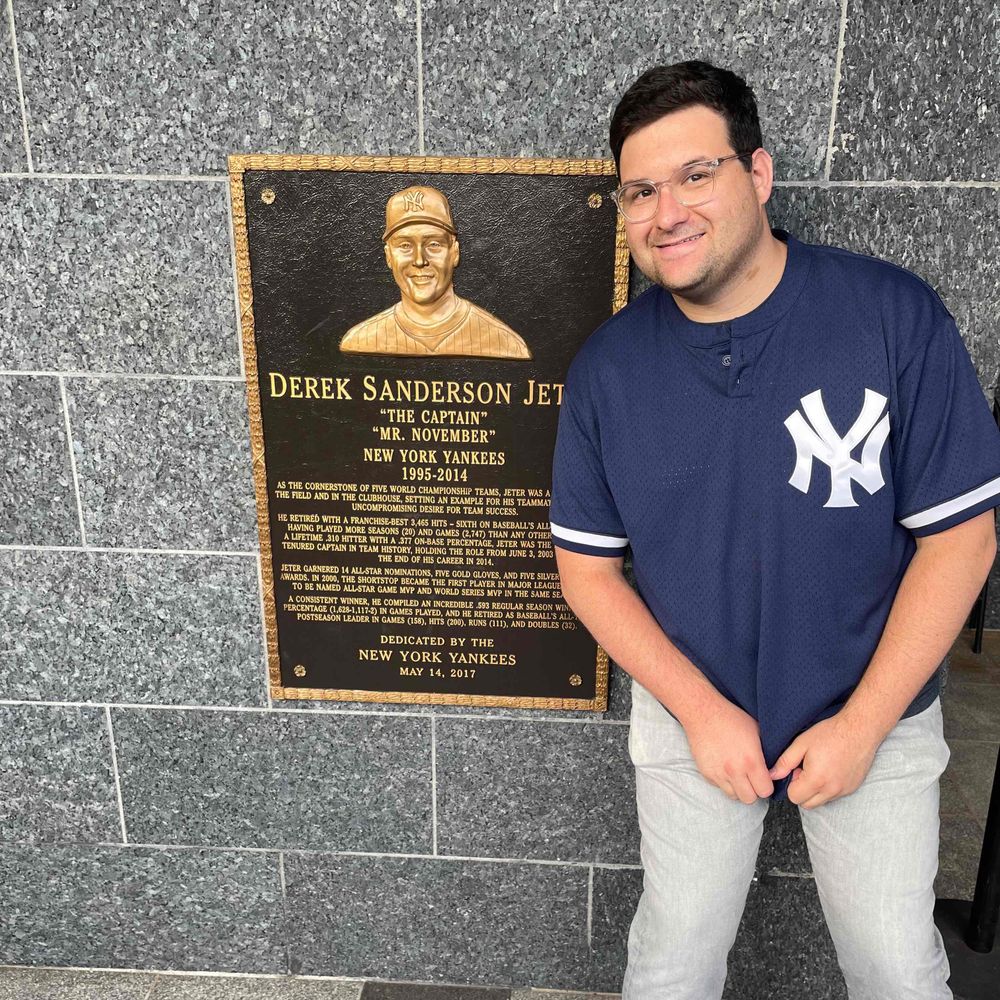 NY
DEREK SANDERSON JET
"THE CAPTAIN"
"MR. NOVEMBER"
NEW YORK YANKEES
1995-2014
AS THE CORNERSTONE OF FIVE WORLD CHAMPIONSHIP TEAMS, JETER WAS A
THE FIELD AND IN THE CLUBHOUSE, SETTING AN EXAMPLE FOR HIS TEAMMAT
UNCOMPROMISING DESIRE FOR TEAM SUCCESS.
HE RETIRED WITH A FRANCHISE-BEST 3,465 HITS – SIXTH ON BASEBALL'S ALL
HAVING PLAYED MORE SEASONS (20) AND GAMES (2,747) THAN ANY OTHER
A LIFETIME .310 HITTER WITH A .377 ON-BASE PERCENTAGE, JETER WAS THE
TENURED CAPTAIN IN TEAM HISTORY, HOLDING THE ROLE FROM JUNE 3, 2003
THE END OF HIS CAREER IN 2014.
JETER GARNERED 14 ALL-STAR NOMINATIONS, FIVE GOLD GLOVES, AND FIVE SILVER
AWARDS. IN 2000, THE SHORTSTOP BECAME THE FIRST PLAYER IN MAJOR LEAGUE
TO BE NAMED ALL-STAR GAME MVP AND WORLD SERIES MVP IN THE SAME SEA
A CONSISTENT WINNER, HE COMPILED AN INCREDIBLE .593 REGULAR SEASON WIN
PERCENTAGE (1,628-1,117-2) IN GAMES PLAYED, AND HE RETIRED AS BASEBALL'S ALL-T
POSTSEASON LEADER IN GAMES (158), HITS (200), RUNS (111), AND DOUBLES (32).
DEDICATED BY THE
NEW YORK YANKEES
MAY 14, 2017
NY